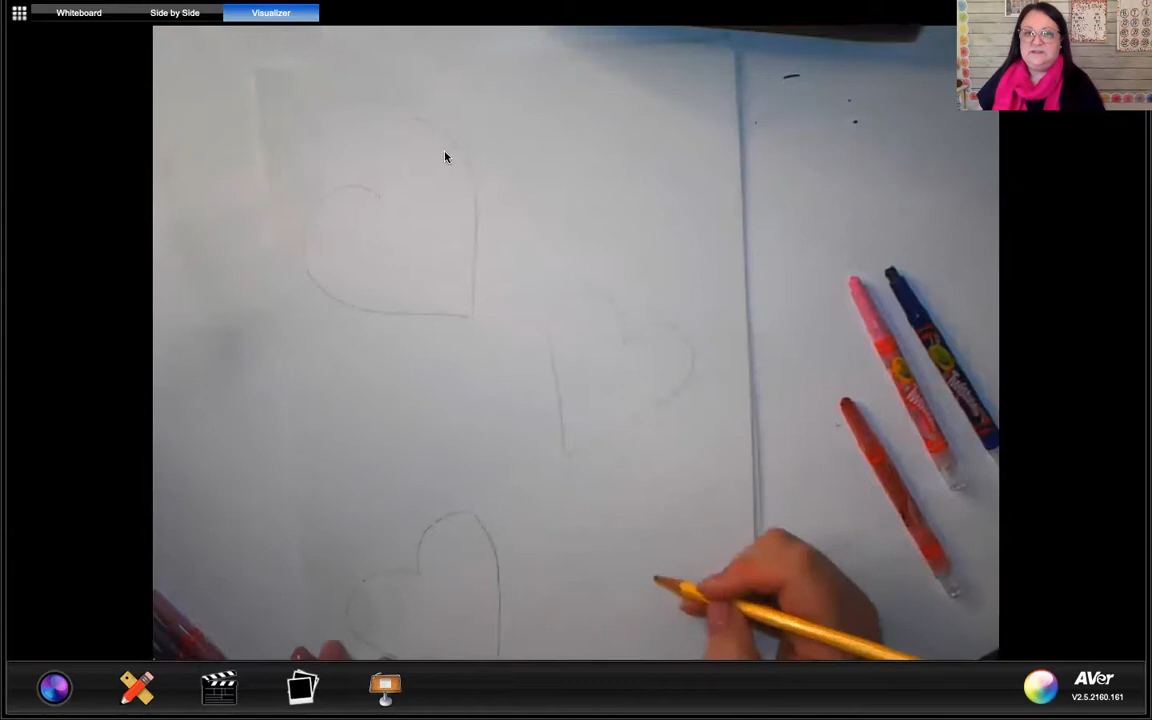 Whiteboard
Side by Side
Visualizer
AVer
V2.5.2160.161